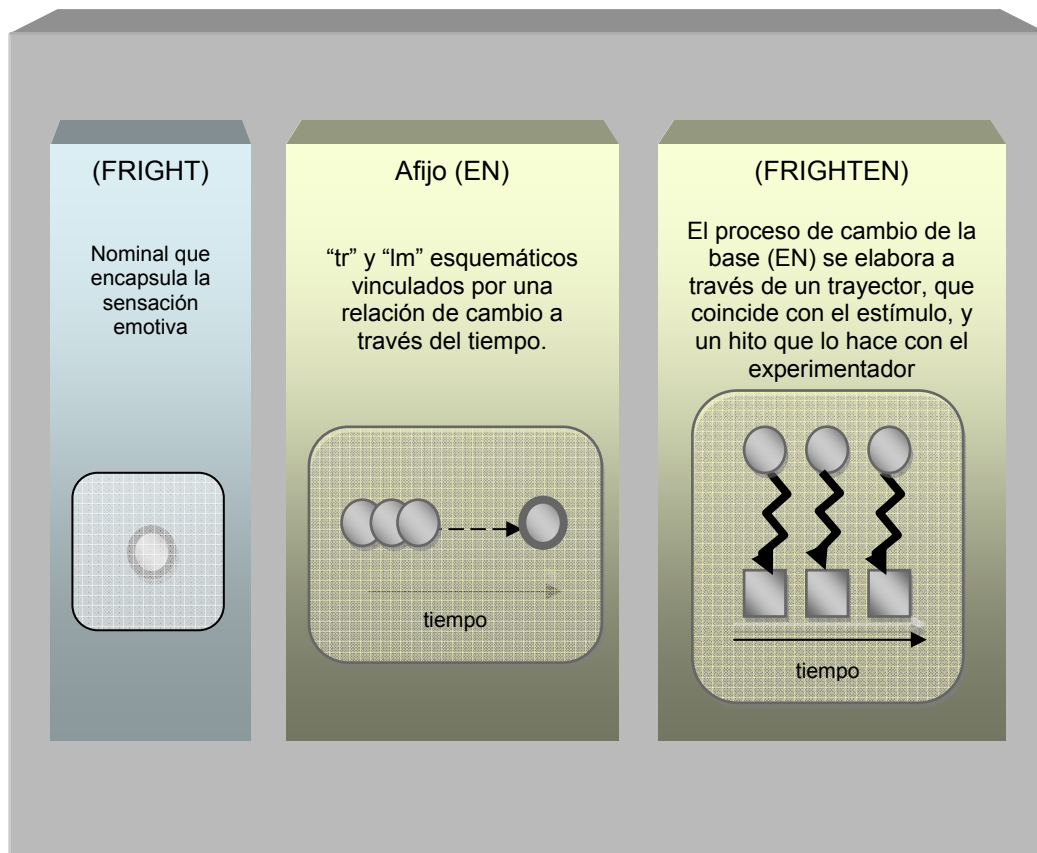 (FRIGHT)
Nominal que
encapsula la
sensación
emotiva
Afijo (EN)
“tr” y “lm” esquemáticos
vinculados por una
relación de cambio a
través del tiempo.
tiempo
(FRIGHTEN)
El proceso de cambio de la
base (EN) se elabora a
través de un trayector, que
coincide con el estímulo, y
un hito que lo hace con el
experimentador
tiempo